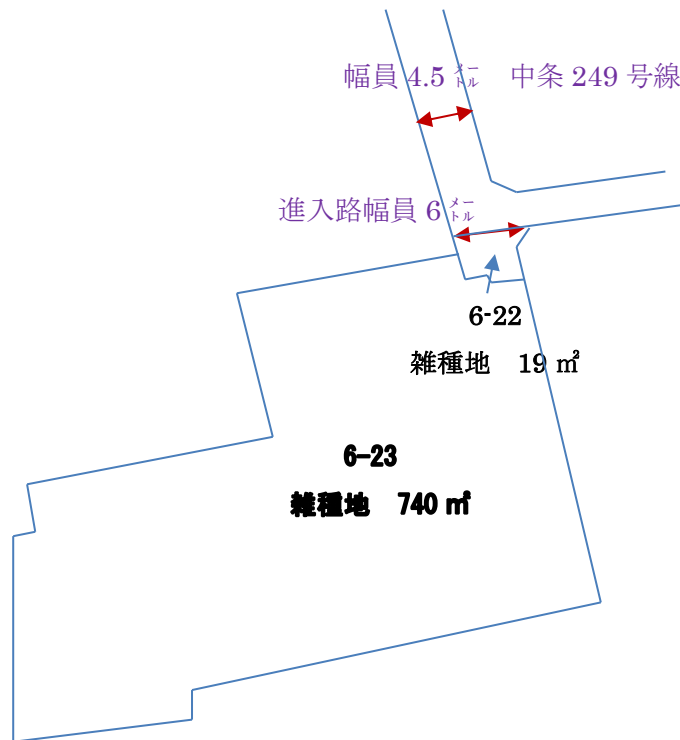 幅員 4.5 メートル 中条 249 号線
進入路幅員 6 メートル
6-22
雑種地 19 ㎡
6-23
雑種地 740 ㎡